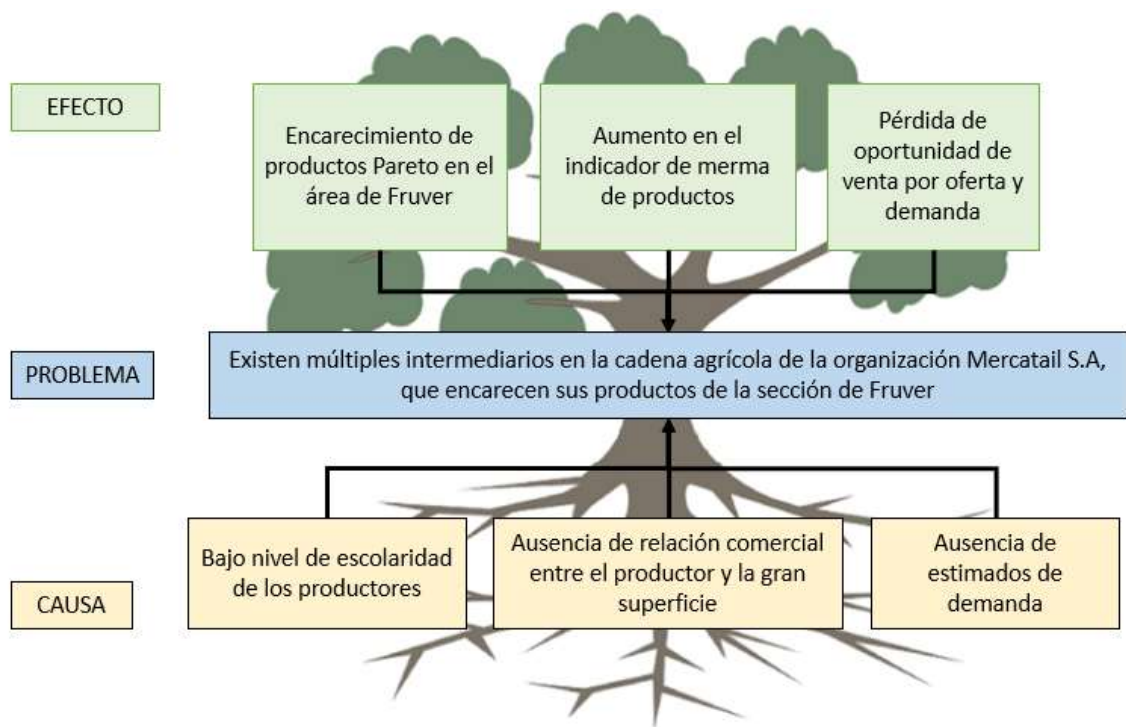 EFECTO
Encarecimiento de
productos Pareto en el
área de Fruver
Aumento en el
indicador de merma
de productos
Pérdida de
oportunidad de
venta por oferta y
demanda
PROBLEMA
Existen múltiples intermediarios en la cadena agrícola de la organización Mercatail S.A,
que encarecen sus productos de la sección de Fruver
CAUSA
Bajo nivel de escolaridad
de los productores
Ausencia de relación comercial
entre el productor y la gran
superficie
Ausencia de
estimados de
demanda